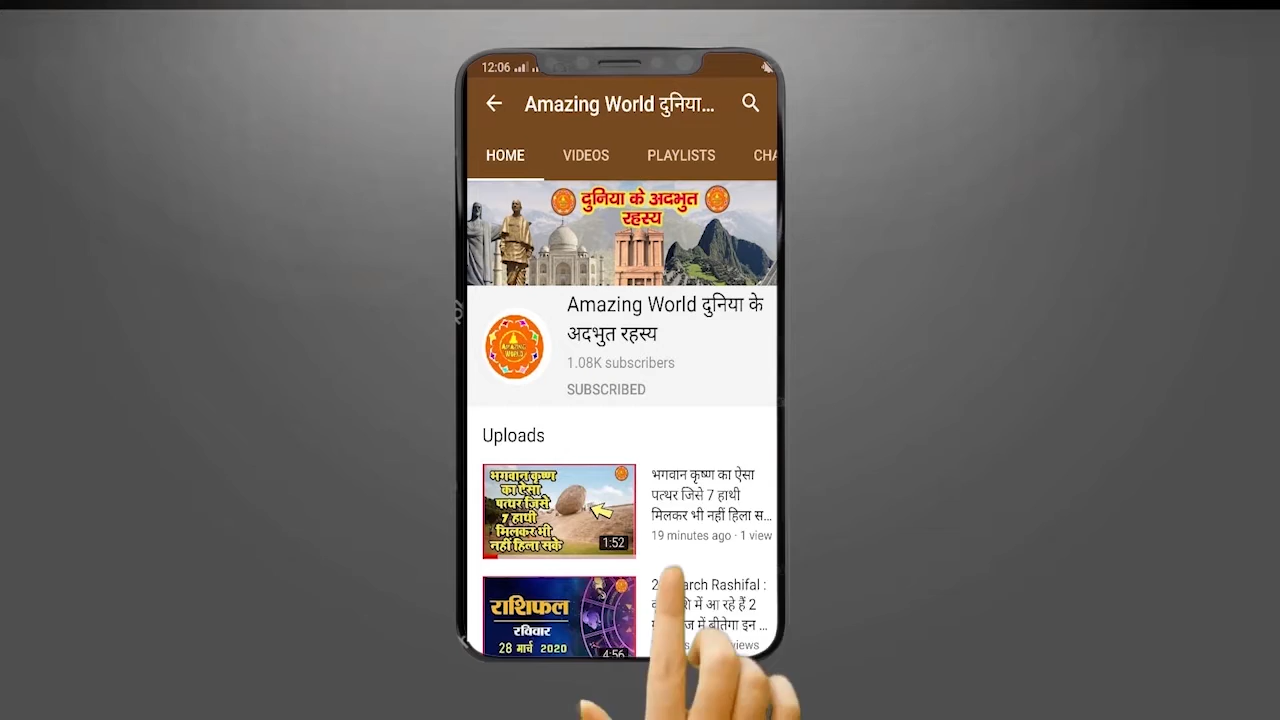 12:06
Amazing World दुनिया...
HOME VIDEOS PLAYLISTS CHA
दुनिया के अदभुत
रहस्य
Amazing World दुनिया के
अदभुत रहस्य
AMAZING
WORLD
1.08K subscribers
SUBSCRIBED
Uploads
भगवान कृष्ण
का ऐसा
पत्थर जिसे
7 हाथी
मिलकर भी
नहीं हिला सके
1:52
भगवान कृष्ण का ऐसा
पत्थर जिसे 7 हाथी
मिलकर भी नहीं हिला स...
19 minutes ago · 1 view
राशिफल
रविवार
28 मार्च 2020
4:56
Rashifal :
में आ रहे हैं 2
में बीतेगा इन ...
views